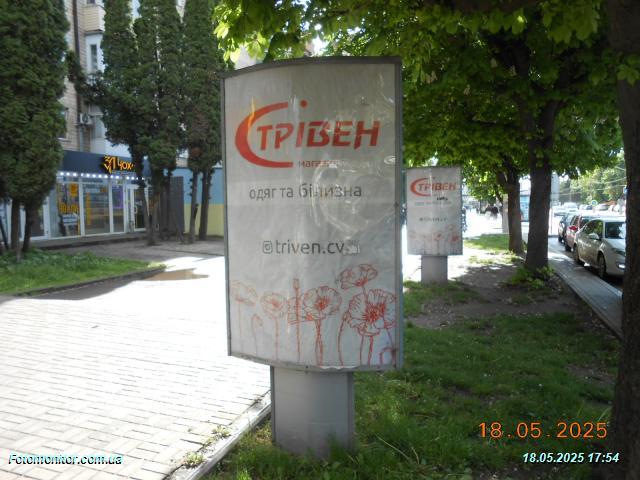 ТРІВЕН
магазин
одяг та білизна
triven.cv
ТРІВЕН
Чох
18.05.2025
Fotomonitor.com.ua
18.05.2025 17:54